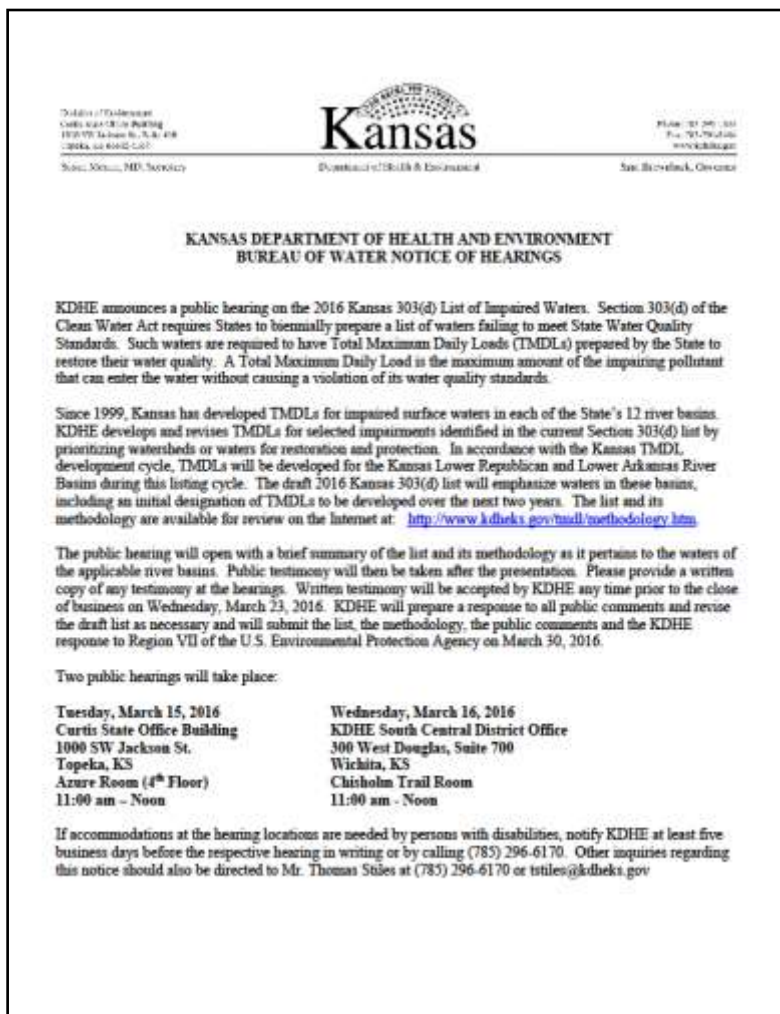 Division of Environment
Curtis State Office Building
Kansas
Department of Health & Environment
Sam Brownback, Governor
KANSAS DEPARTMENT OF HEALTH AND ENVIRONMENT
BUREAU OF WATER NOTICE OF HEARINGS
KDHE announces a public hearing on the 2016 Kansas 303(d) List of Impaired Waters. Section 303(d) of the
Clean Water Act requires States to biennially prepare a list of waters failing to meet State Water Quality
Standards. Such waters are required to have Total Maximum Daily Loads (TMDLs) prepared by the State to
restore their water quality. A Total Maximum Daily Load is the maximum amount of the impairing pollutant
that can enter the water without causing a violation of its water quality standards.
Since 1999, Kansas has developed TMDLs for impaired surface waters in each of the State's 12 river basins.
KDHE develops and revises TMDLs for selected impairments identified in the current Section 303(d) list by
prioritizing watersheds or waters for restoration and protection. In accordance with the Kansas TMDL
development cycle, TMDLs will be developed for the Kansas Lower Republican and Lower Arkansas River
Basins during this listing cycle. The draft 2016 Kansas 303(d) list will emphasize waters in these basins,
including an initial designation of TMDLs to be developed over the next two years. The list and its
methodology are available for review on the Internet at: http://www.kdheks.gov/tmdl/methodology.htm.
The public hearing will open with a brief summary of the list and its methodology as it pertains to the waters of
the applicable river basins. Public testimony will then be taken after the presentation. Please provide a written
copy of any testimony at the hearings. Written testimony will be accepted by KDHE any time prior to the close
of business on Wednesday, March 23, 2016. KDHE will prepare a response to all public comments and revise
the draft list as necessary and will submit the list, the methodology, the public comments and the KDHE
response to Region VII of the U.S. Environmental Protection Agency on March 30, 2016.
Two public hearings will take place:
Tuesday, March 15, 2016
Curtis State Office Building
1000 SW Jackson St.
Topeka, KS
Azure Room (4th Floor)
11:00 am – Noon
Wednesday, March 16, 2016
KDHE South Central District Office
300 West Douglas, Suite 700
Wichita, KS
Chisholm Trail Room
11:00 am – Noon
If accommodations at the hearing locations are needed by persons with disabilities, notify KDHE at least five
business days before the respective hearing in writing or by calling (785) 296-6170. Other inquiries regarding
this notice should also be directed to Mr. Thomas Stiles at (785) 296-6170 or tstiles@kdheks.gov